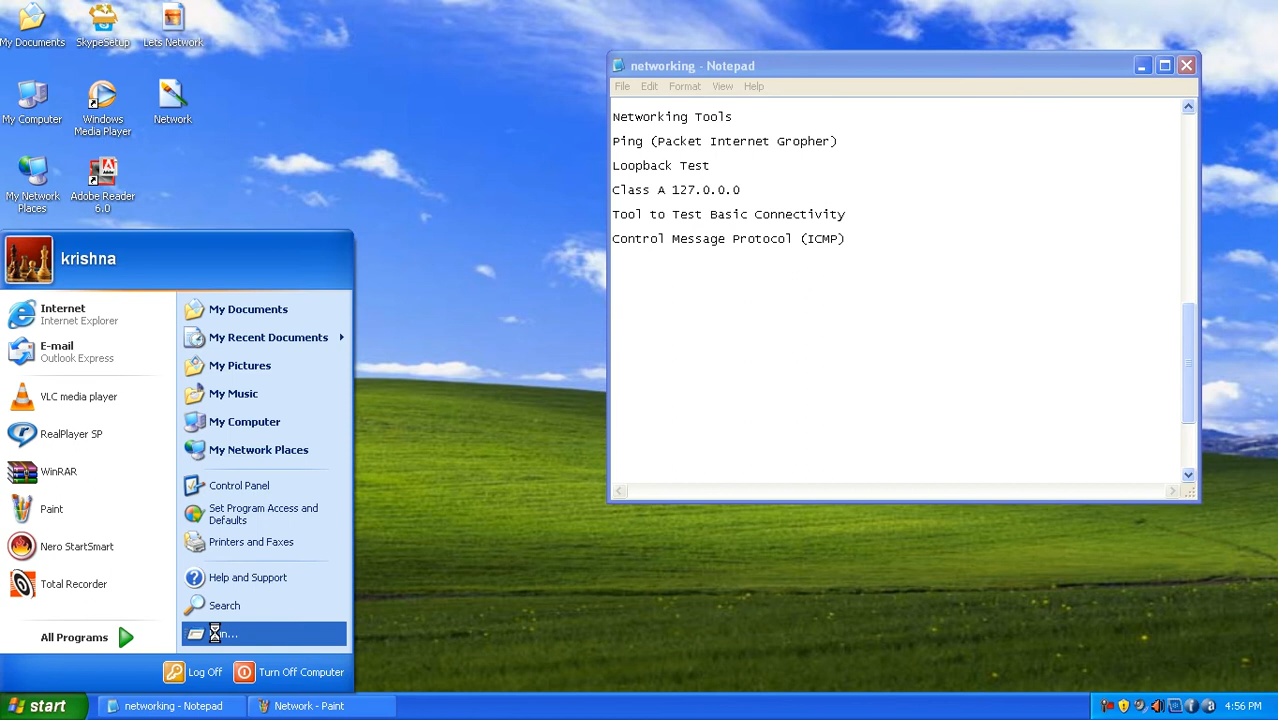 My Documents
SkypeSetup
Lets Network
My Computer
Windows
Media Player
Network
My Network
Places
Adobe Reader
6.0
networking - Notepad
File Edit Format View Help
Networking Tools
Ping (Packet Internet Gropher)
Loopback Test
Class A 127.0.0.0
Tool to Test Basic Connectivity
Control Message Protocol (ICMP)
krishna
Internet
Internet Explorer
E-mail
Outlook Express
VLC media player
RealPlayer SP
WinRAR
Paint
Nero StartSmart
Total Recorder
All Programs
My Documents
My Recent Documents
My Pictures
My Music
My Computer
My Network Places
Control Panel
Set Program Access and
Defaults
Printers and Faxes
Help and Support
Search
Log Off
Turn Off Computer
start
networking - Notepad
Network - Paint
4:56 PM